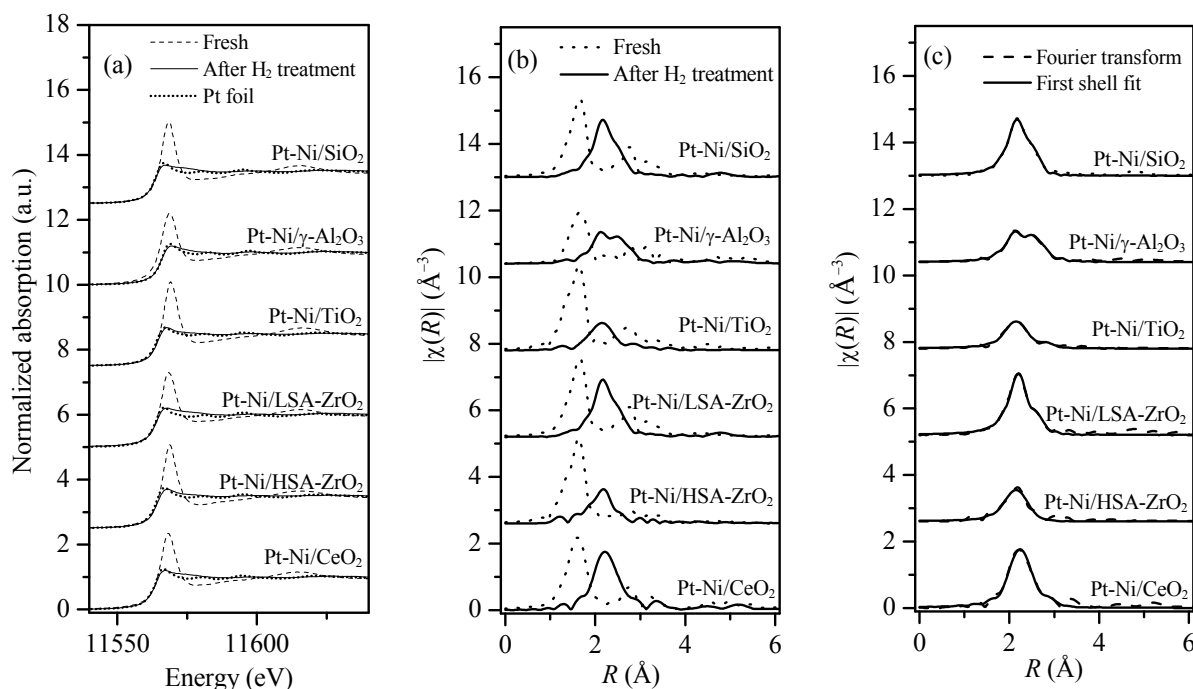 (a)
Fresh
After H₂ treatment
Pt foil
Pt-Ni/SiO₂
Pt-Ni/γ-Al₂O₃
Pt-Ni/TiO₂
Pt-Ni/LSA-ZrO₂
Pt-Ni/HSA-ZrO₂
Pt-Ni/CeO₂
18
16
14
12
10
8
6
4
2
0
Normalized absorption (a.u.)
11550
11600
Energy (eV)
(b)
Fresh
After H₂ treatment
Pt-Ni/SiO₂
Pt-Ni/γ-Al₂O₃
Pt-Ni/TiO₂
Pt-Ni/LSA-ZrO₂
Pt-Ni/HSA-ZrO₂
Pt-Ni/CeO₂
16
14
12
10
8
6
4
2
0
|χ(R)| (Å⁻³)
0
2
4
6
R (Å)
(c)
Fourier transform
First shell fit
Pt-Ni/SiO₂
Pt-Ni/γ-Al₂O₃
Pt-Ni/TiO₂
Pt-Ni/LSA-ZrO₂
Pt-Ni/HSA-ZrO₂
Pt-Ni/CeO₂
16
14
12
10
8
6
4
2
0
|χ(R)| (Å⁻³)
0
2
4
6
R (Å)